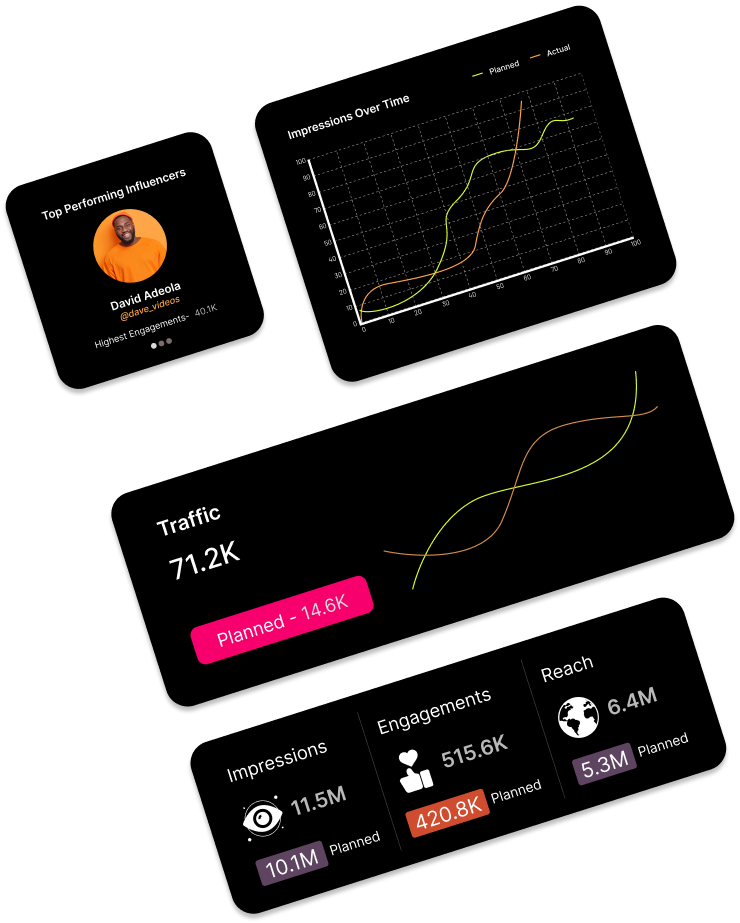 Planned
Actual
Impressions Over Time
100
90
80
70
60
50
40
30
20
10
0
0
10
20
30
40
50
60
70
80
90
100
Top Performing Influencers
David Adeola
@dave_videos
Highest Engagements- 40.1K
Traffic
71.2K
Planned - 14.6K
Impressions
11.5M
10.1M Planned
Engagements
515.6K
420.8K Planned
Reach
6.4M
5.3M Planned